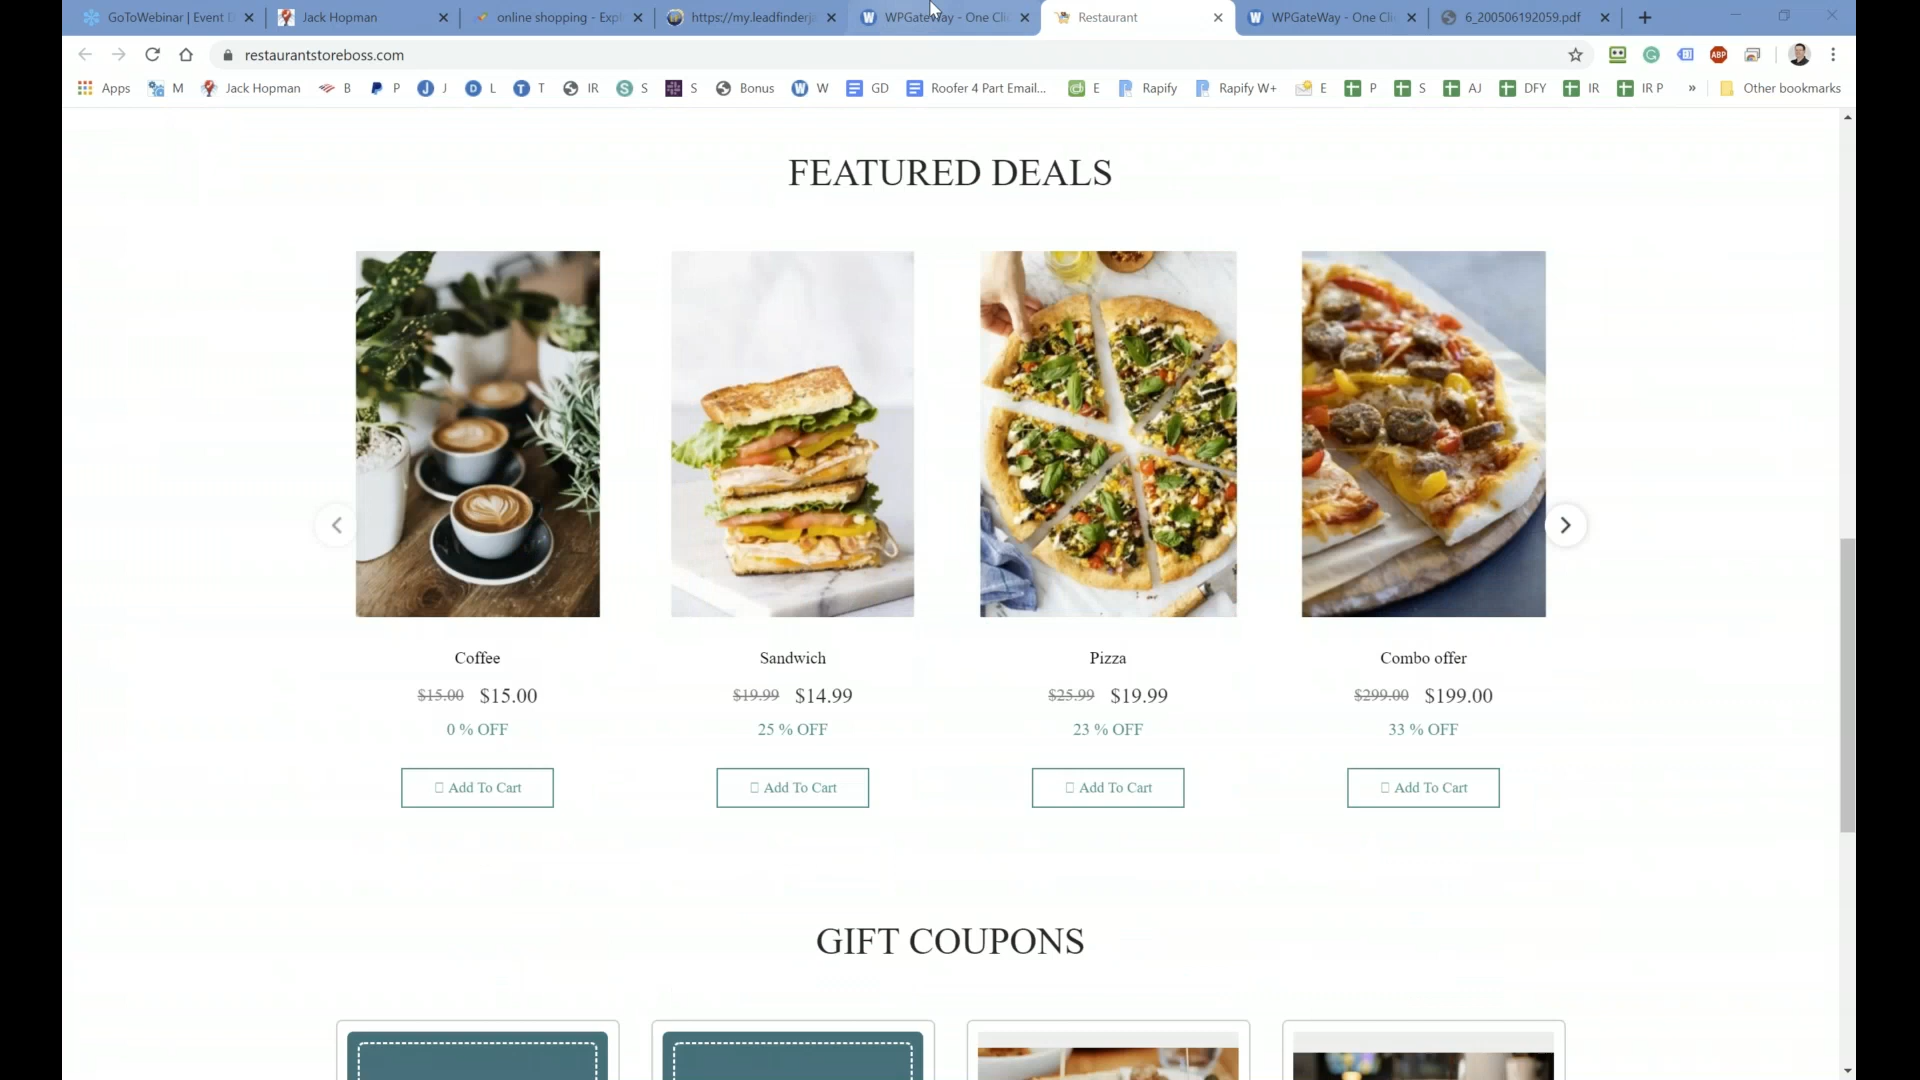 GoToWebinar | Event D
Jack Hopman
online shopping - Expl
https://my.leadfinderja
WPGateWay - One Clic
Restaurant
WPGateWay - One Clic
6_200506192059.pdf
restaurantstoreboss.com
ABP
Apps M Jack Hopman B P J L T IR S S Bonus W GD Roofer 4 Part Email... E Rapify Rapify W+ E P S AJ DFY IR IR P » Other bookmarks
FEATURED DEALS
Coffee
$15.00 $15.00
0 % OFF
Add To Cart
Sandwich
$19.99 $14.99
25 % OFF
Add To Cart
Pizza
$25.99 $19.99
23 % OFF
Add To Cart
Combo offer
$299.00 $199.00
33 % OFF
Add To Cart
GIFT COUPONS